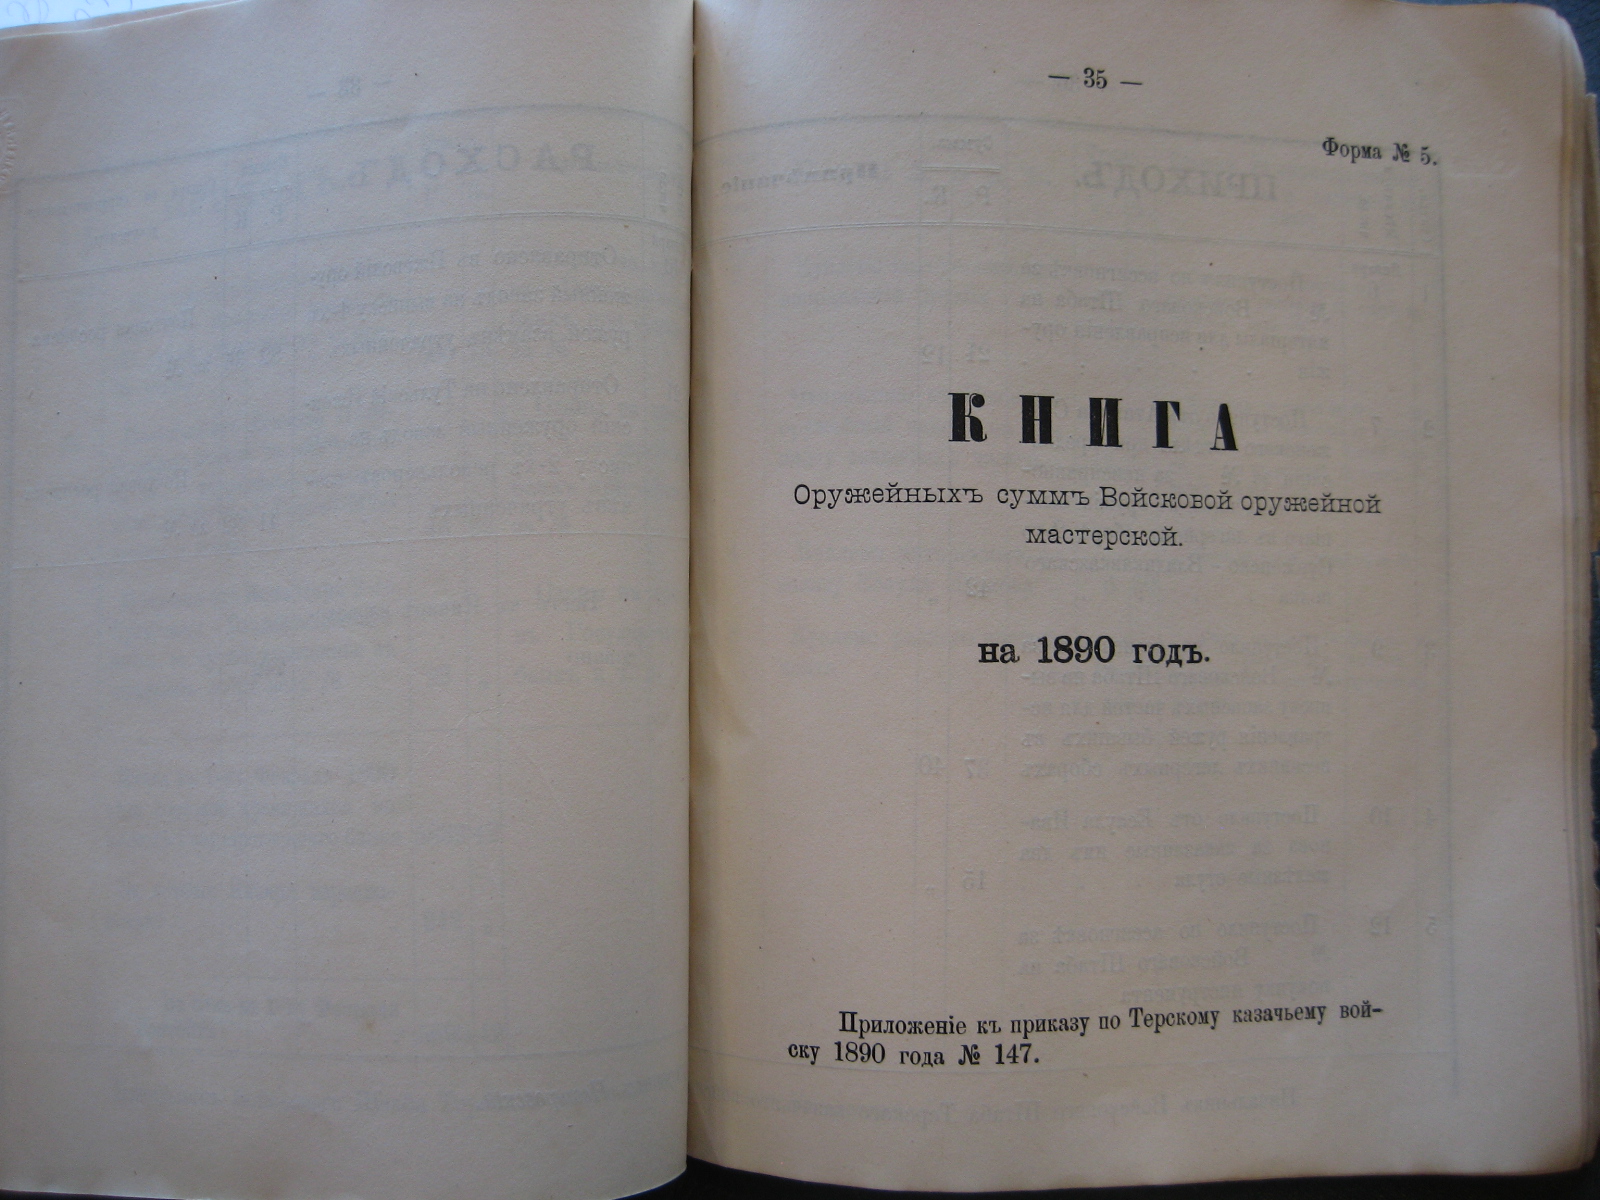 — 35 —
Форма № 5.
КНИГА
Оружейныхъ суммъ Войсковой оружейной
мастерской.
на 1890 годъ.
Приложеніе къ приказу по Терскому казачьему вой-
ску 1890 года № 147.